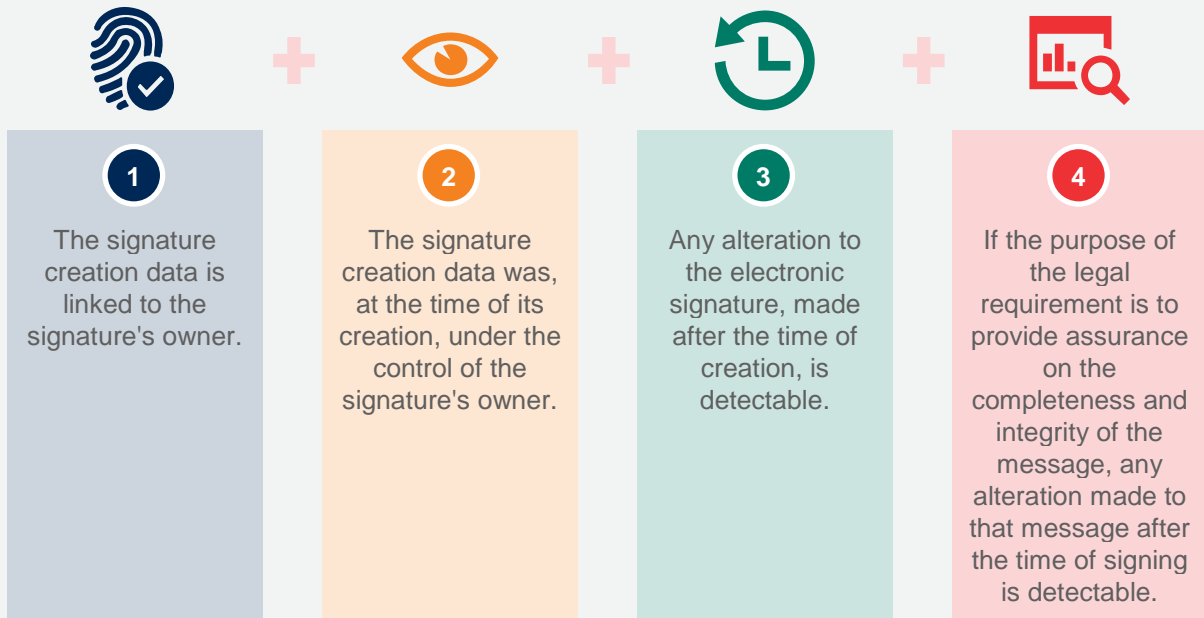 1
The signature
creation data is
linked to the
signature's owner.
2
The signature
creation data was,
at the time of its
creation, under the
control of the
signature's owner.
3
Any alteration to
the electronic
signature, made
after the time of
creation, is
detectable.
4
If the purpose of
the legal
requirement is to
provide assurance
on the
completeness and
integrity of the
message, any
alteration made to
that message after
the time of signing
is detectable.